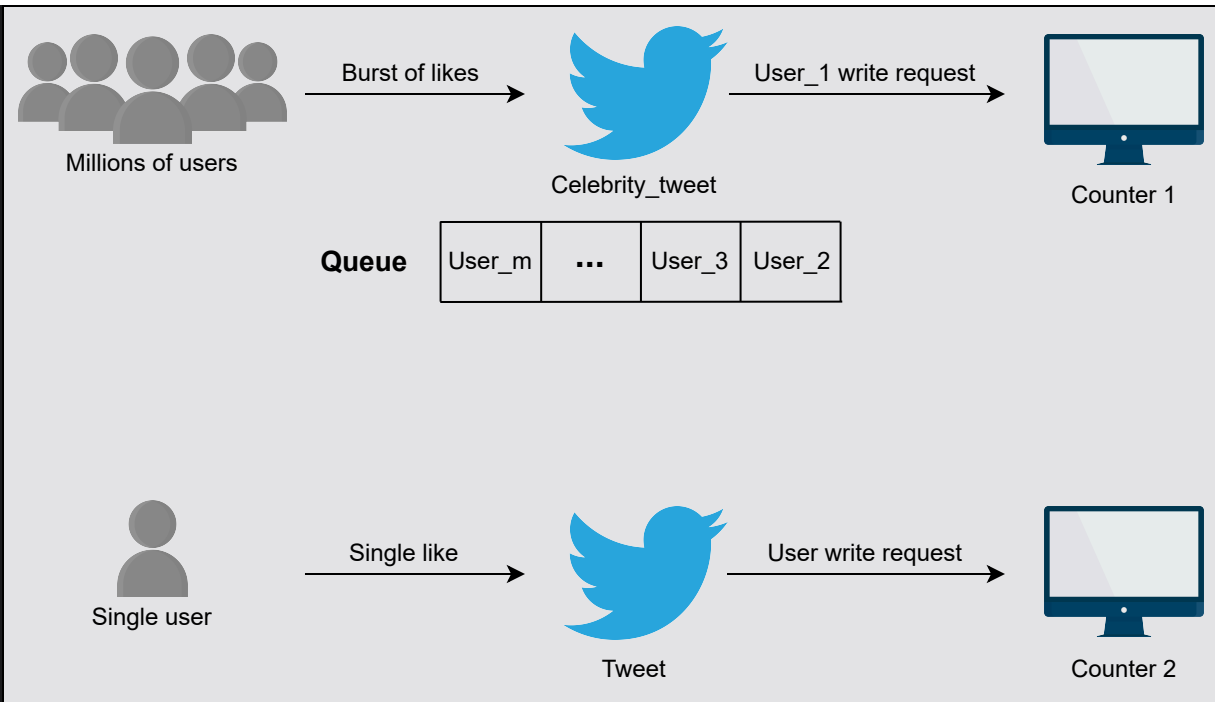 Burst of likes
User_1 write request
Millions of users
Celebrity_tweet
Counter 1
Queue
User_m
...
User_3
User_2
Single like
User write request
Single user
Tweet
Counter 2